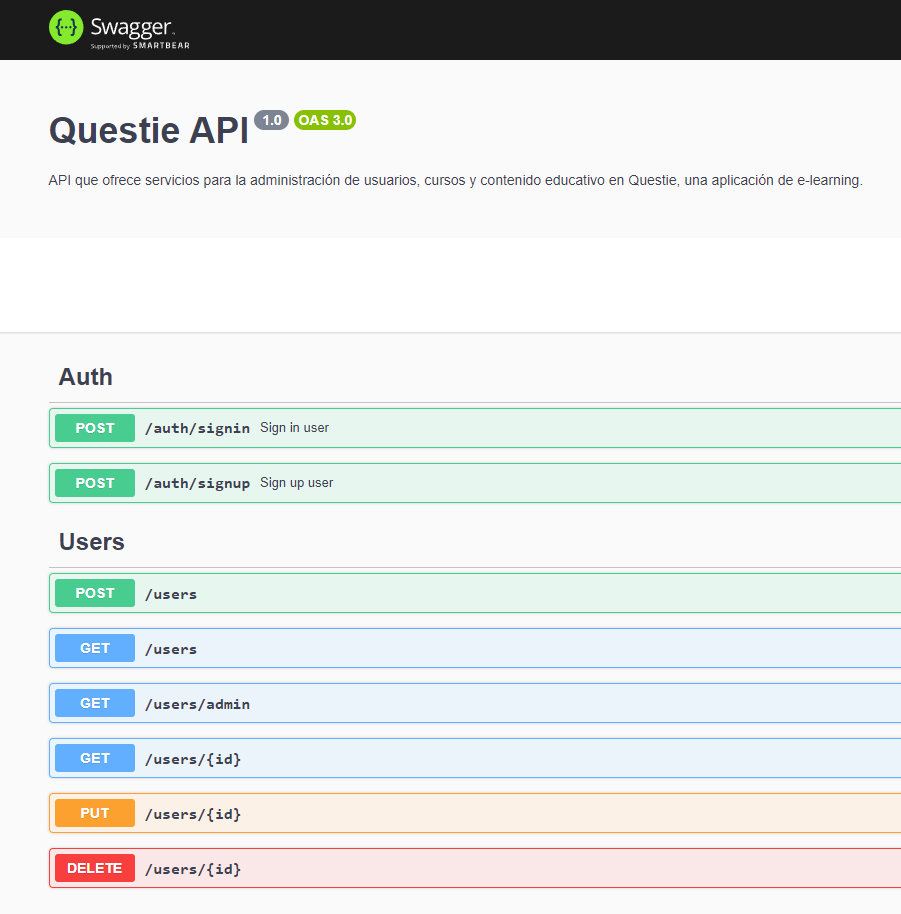 {···} Swagger™
Supported by SMARTBEAR
Questie API 1.0 OAS 3.0
API que ofrece servicios para la administración de usuarios, cursos y contenido educativo en Questie, una aplicación de e-learning.
Auth
POST /auth/signin Sign in user
POST /auth/signup Sign up user
Users
POST /users
GET /users
GET /users/admin
GET /users/{id}
PUT /users/{id}
DELETE /users/{id}